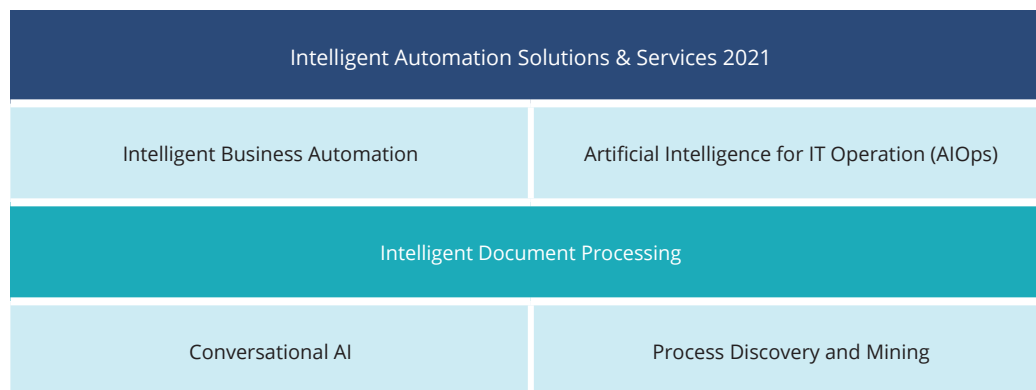 Intelligent Automation Solutions & Services 2021
Intelligent Business Automation
Artificial Intelligence for IT Operation (AIOps)
Intelligent Document Processing
Conversational AI
Process Discovery and Mining